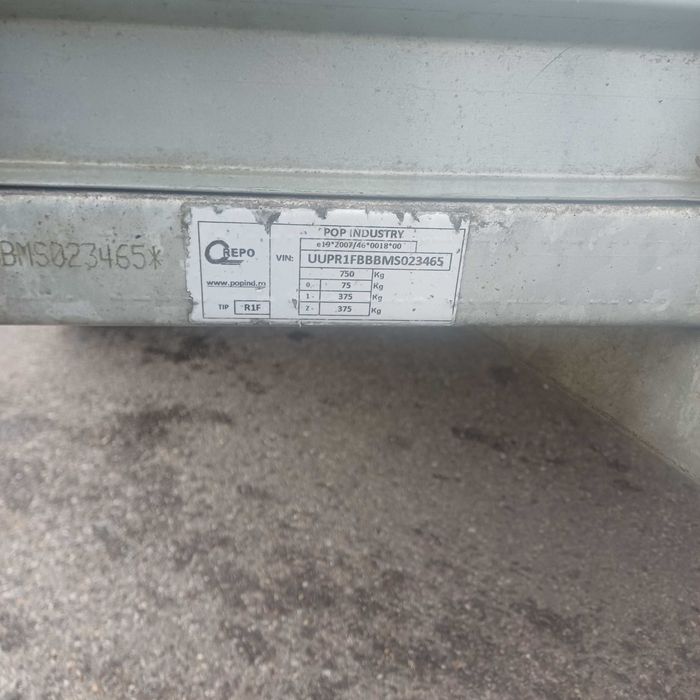 BMS023465*
REPO
www.popind.ro
TIP R1F
POP INDUSTRY
e19*2007/46*0018*00
VIN: UUPR1FBBBMS023465
750 Kg
0- 75 Kg
1- 375 Kg
2- 375 Kg